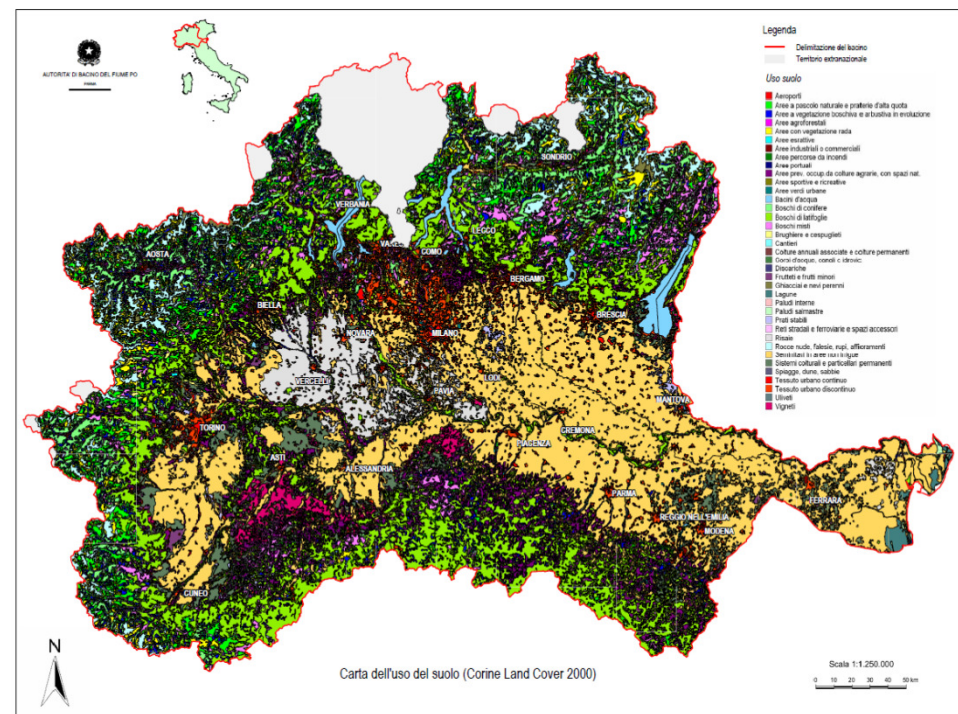 AUTORITA' DI BACINO DEL FIUME PO
PARMA
Legenda
Delimitazione del bacino
Territorio extranazionale
Uso suolo
Aeroporti
Aree a pascolo naturale e praterie d'alta quota
Aree a vegetazione boschiva e arbustiva in evoluzione
Aree agroforestali
Aree con vegetazione rada
Aree estrattive
Aree industriali o commerciali
Aree percorse da incendi
Aree portuali
Aree prev. occup.da colture agrarie, con spazi nat.
Aree sportive e ricreative
Aree verdi urbane
Bacini d'acqua
Boschi di conifere
Boschi di latifoglie
Boschi misti
Brughiere e cespuglieti
Cantieri
Colture annuali associate e colture permanenti
Corsi d'acqua, canali e idrovie
Discariche
Frutteti e frutti minori
Ghiacciai e nevi perenni
Lagune
Paludi interne
Paludi salmastre
Prati stabili
Reti stradali e ferroviarie e spazi accessori
Risaie
Rocce nude, falesie, rupi, affioramenti
Seminativi in aree non irrigue
Sistemi colturali e particellari permanenti
Spiagge, dune, sabbie
Tessuto urbano continuo
Tessuto urbano discontinuo
Uliveti
Vigneti
SONDRIO
VERBANIA
LECCO
VARESE
COMO
AOSTA
BERGAMO
BIELLA
BRESCIA
NOVARA
MILANO
LODI
VERCELLI
PAVIA
MANTOVA
TORINO
CREMONA
PIACENZA
ASTI
ALESSANDRIA
PARMA
FERRARA
REGGIO NELL'EMILIA
MODENA
CUNEO
N
Carta dell'uso del suolo (Corine Land Cover 2000)
Scala 1:1.250.000
0 10 20 30 40 50 km